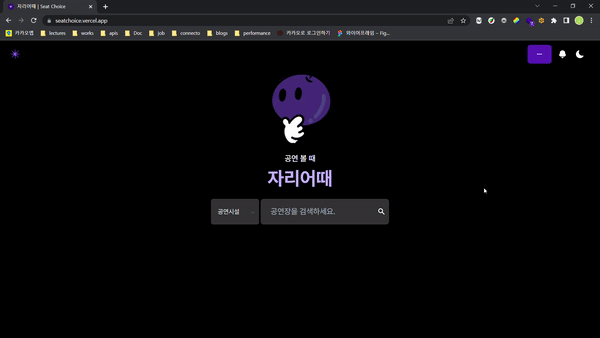 자리어때 | Seat Choice
seatchoice.vercel.app
카카오맵 lectures works apis Doc job connecto blogs performance 카카오로 로그인하기 와이어프레임 – Fig...
공연 볼 때
자리어때
공연시설 공연장을 검색하세요.